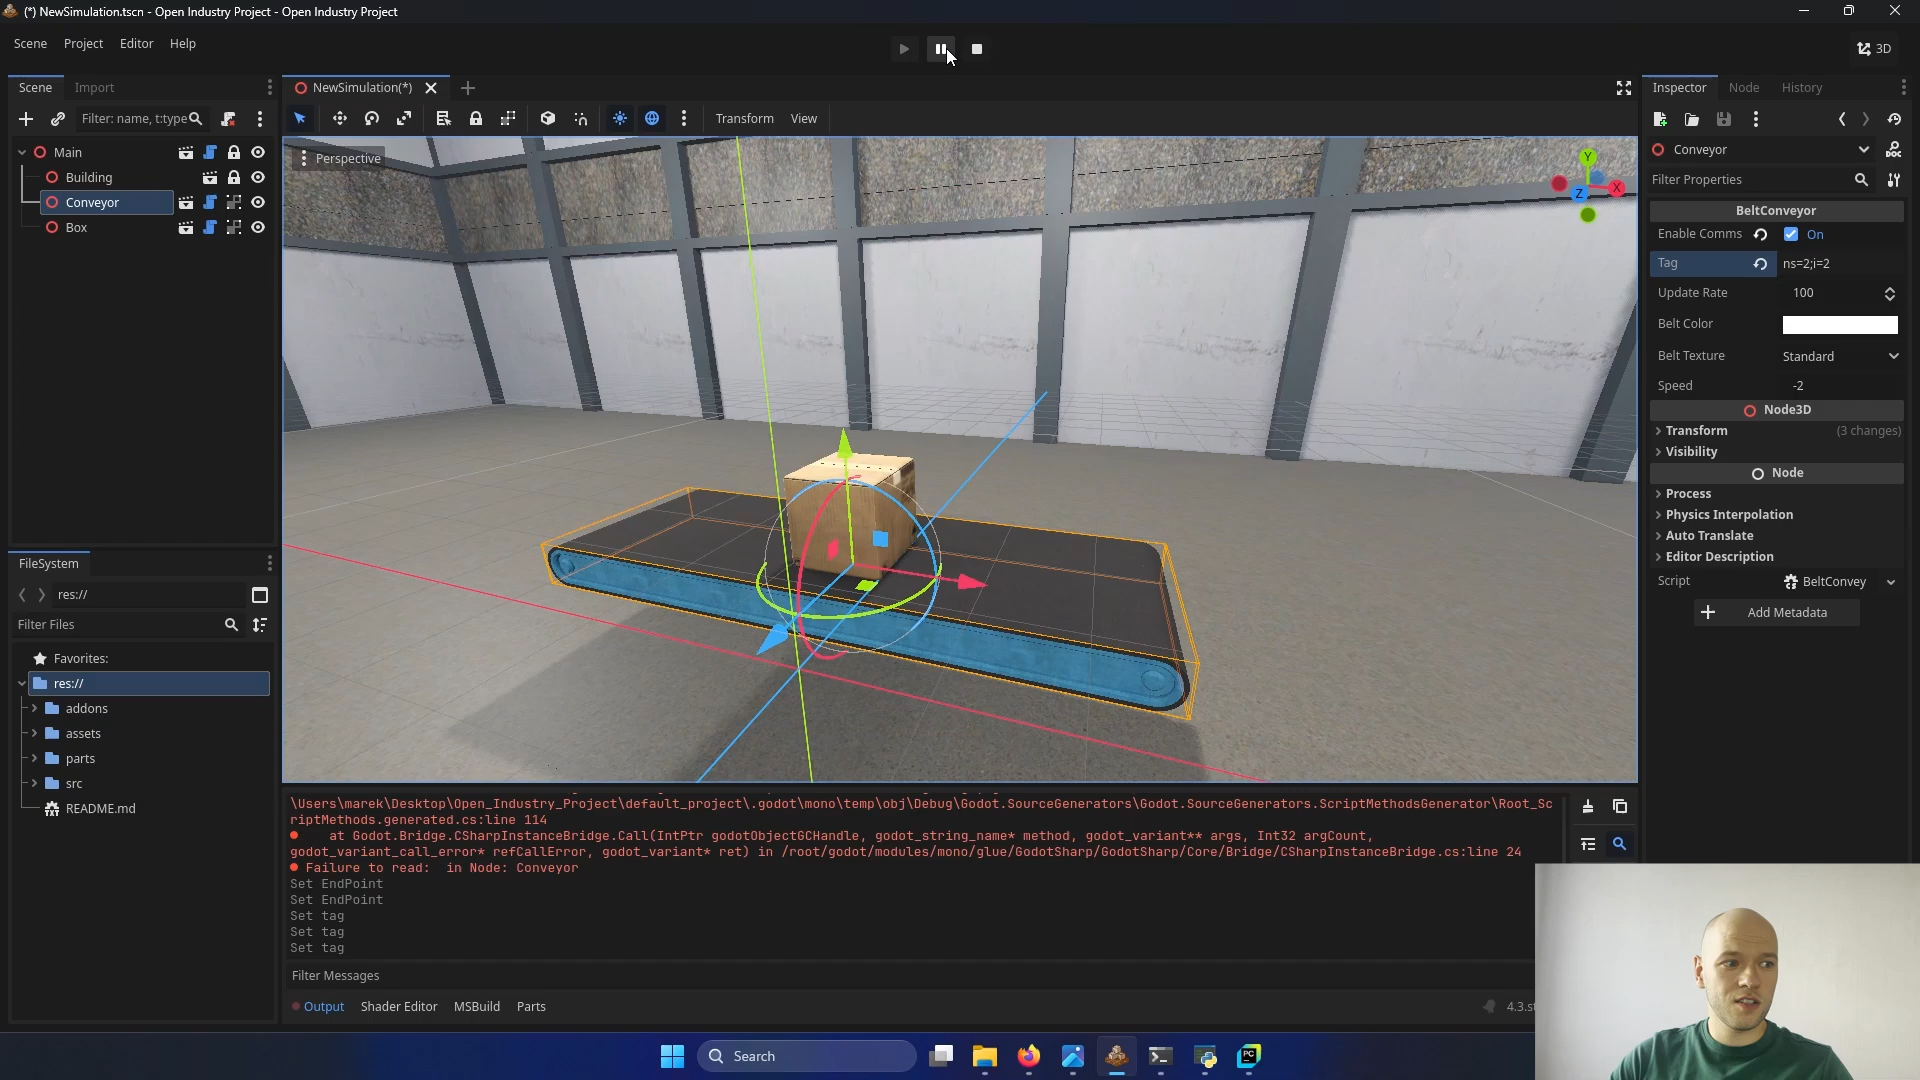 (*) NewSimulation.tscn - Open Industry Project - Open Industry Project
Scene Project Editor Help
3D
Scene Import
NewSimulation(*)
Inspector Node History
Filter: name, t:type
Transform View
Main
Building
Conveyor
Box
Perspective
Y
X
Z
Conveyor
Filter Properties
BeltConveyor
Enable Comms On
Tag ns=2;i=2
Update Rate 100
Belt Color
Belt Texture Standard
Speed -2
Node3D
Transform (3 changes)
Visibility
Node
Process
Physics Interpolation
Auto Translate
Editor Description
Script BeltConvey
Add Metadata
FileSystem
res://
Filter Files
Favorites:
res://
addons
assets
parts
src
README.md
\Users\marek\Desktop\Open_Industry_Project\default_project\.godot\mono\temp\obj\Debug\Godot.SourceGenerators\Godot.SourceGenerators.ScriptMethodsGenerator\Root_Sc
riptMethods.generated.cs:line 114
at Godot.Bridge.CSharpInstanceBridge.Call(IntPtr godotObjectGCHandle, godot_string_name* method, godot_variant** args, Int32 argCount,
godot_variant_call_error* refCallError, godot_variant* ret) in /root/godot/modules/mono/glue/GodotSharp/GodotSharp/Core/Bridge/CSharpInstanceBridge.cs:line 24
Failure to read:  in Node: Conveyor
Set EndPoint
Set EndPoint
Set tag
Set tag
Set tag
Filter Messages
Output Shader Editor MSBuild Parts
4.3.st
Search